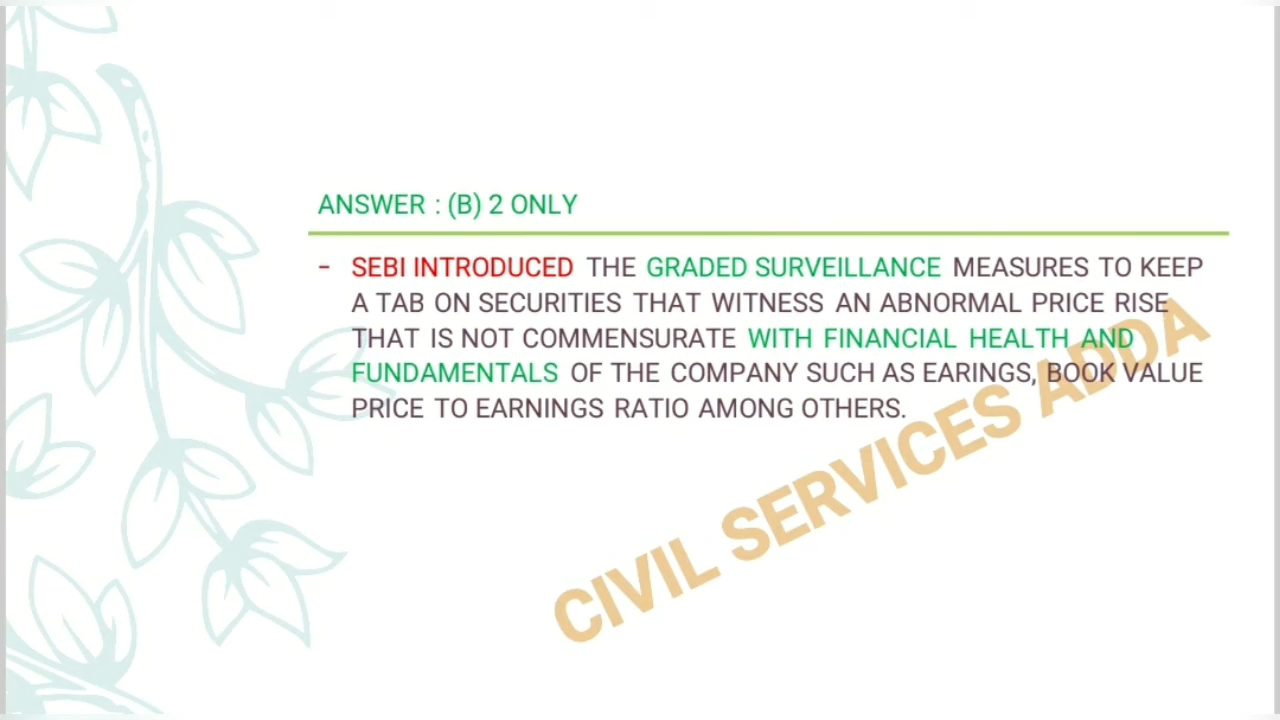 ANSWER : (B) 2 ONLY
- SEBI INTRODUCED THE GRADED SURVEILLANCE MEASURES TO KEEP
A TAB ON SECURITIES THAT WITNESS AN ABNORMAL PRICE RISE
THAT IS NOT COMMENSURATE WITH FINANCIAL HEALTH AND
FUNDAMENTALS OF THE COMPANY SUCH AS EARINGS, BOOK VALUE
PRICE TO EARNINGS RATIO AMONG OTHERS.
CIVIL SERVICES ADDA